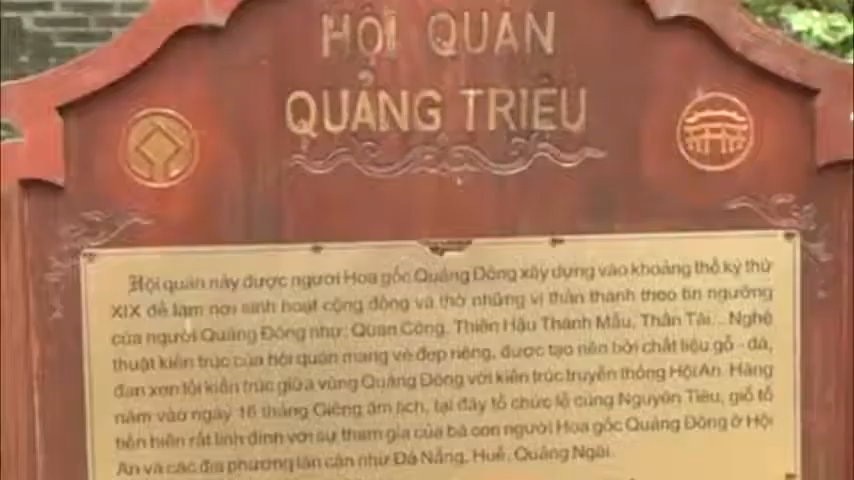 HỘI QUÁN
QUẢNG TRIỆU
Hội quán này được người Hoa gốc Quảng Đông xây dựng vào khoảng thế kỷ thứ
XIX để làm nơi sinh hoạt cộng đồng và thờ những vị thần thánh theo tín ngưỡng
của người Quảng Đông như: Quan Công, Thiên Hậu Thánh Mẫu, Thần Tài... Nghệ
thuật kiến trúc của hội quán mang vẻ đẹp riêng, được tạo nên bởi chất liệu gỗ - đá,
đan xen lối kiến trúc giữa vùng Quảng Đông với kiến trúc truyền thống Hội An. Hàng
năm vào ngày 16 tháng Giêng âm lịch, tại đây tổ chức lễ cúng Nguyên Tiêu, giỗ tổ
tiền hiền rất linh đình với sự tham gia của bà con người Hoa gốc Quảng Đông ở Hội
An và các địa phương lân cận như Đà Nẵng, Huế, Quảng Ngãi.